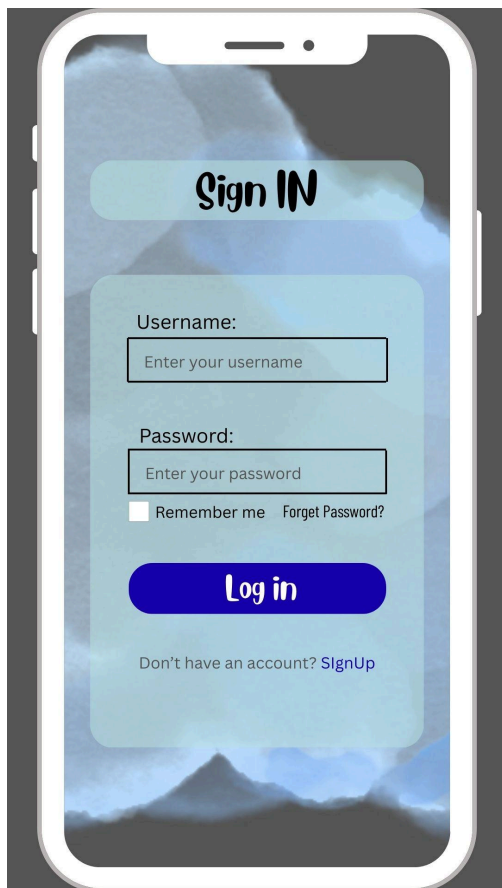 Sign IN
Username:
Enter your username
Password:
Enter your password
Remember me Forget Password?
Log in
Don't have an account? SIgnUp